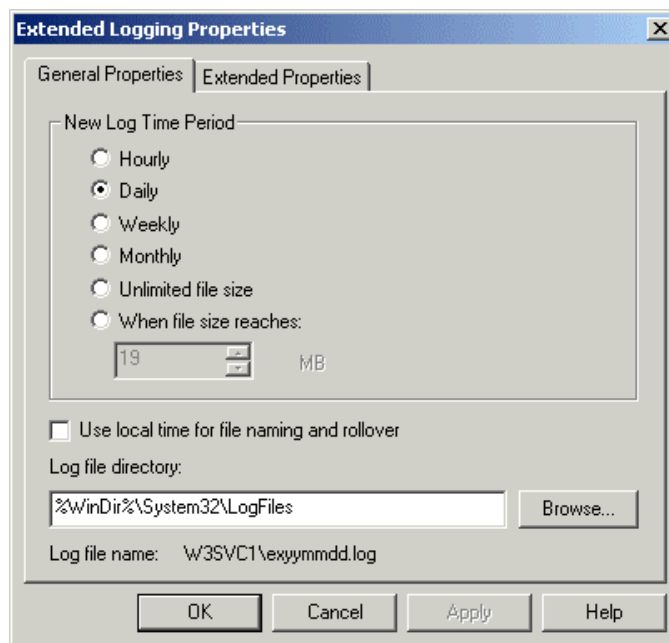 Extended Logging Properties
General Properties
Extended Properties
New Log Time Period
Hourly
Daily
Weekly
Monthly
Unlimited file size
When file size reaches:
19 MB
Use local time for file naming and rollover
Log file directory:
%WinDir%\System32\LogFiles Browse...
Log file name: W3SVC1\exyymmdd.log
OK Cancel Apply Help